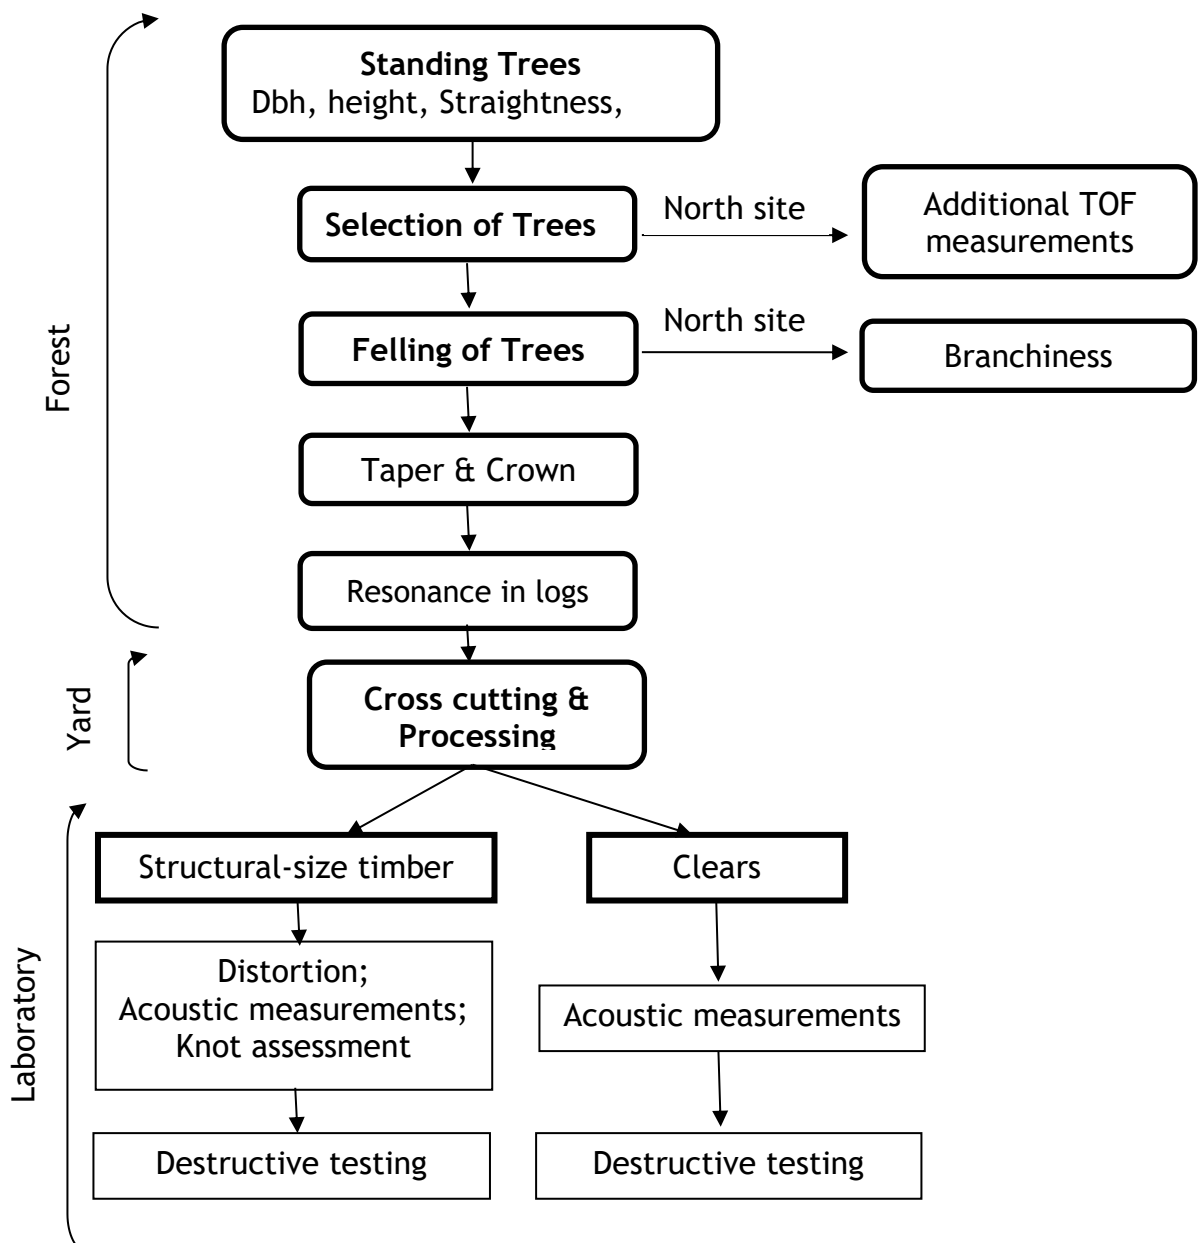 Standing Trees
Dbh, height, Straightness,
Selection of Trees
North site
Additional TOF
measurements
Forest
Felling of Trees
North site
Branchiness
Taper & Crown
Resonance in logs
Yard
Cross cutting &
Processing
Laboratory
Structural-size timber
Clears
Distortion;
Acoustic measurements;
Knot assessment
Acoustic measurements
Destructive testing
Destructive testing